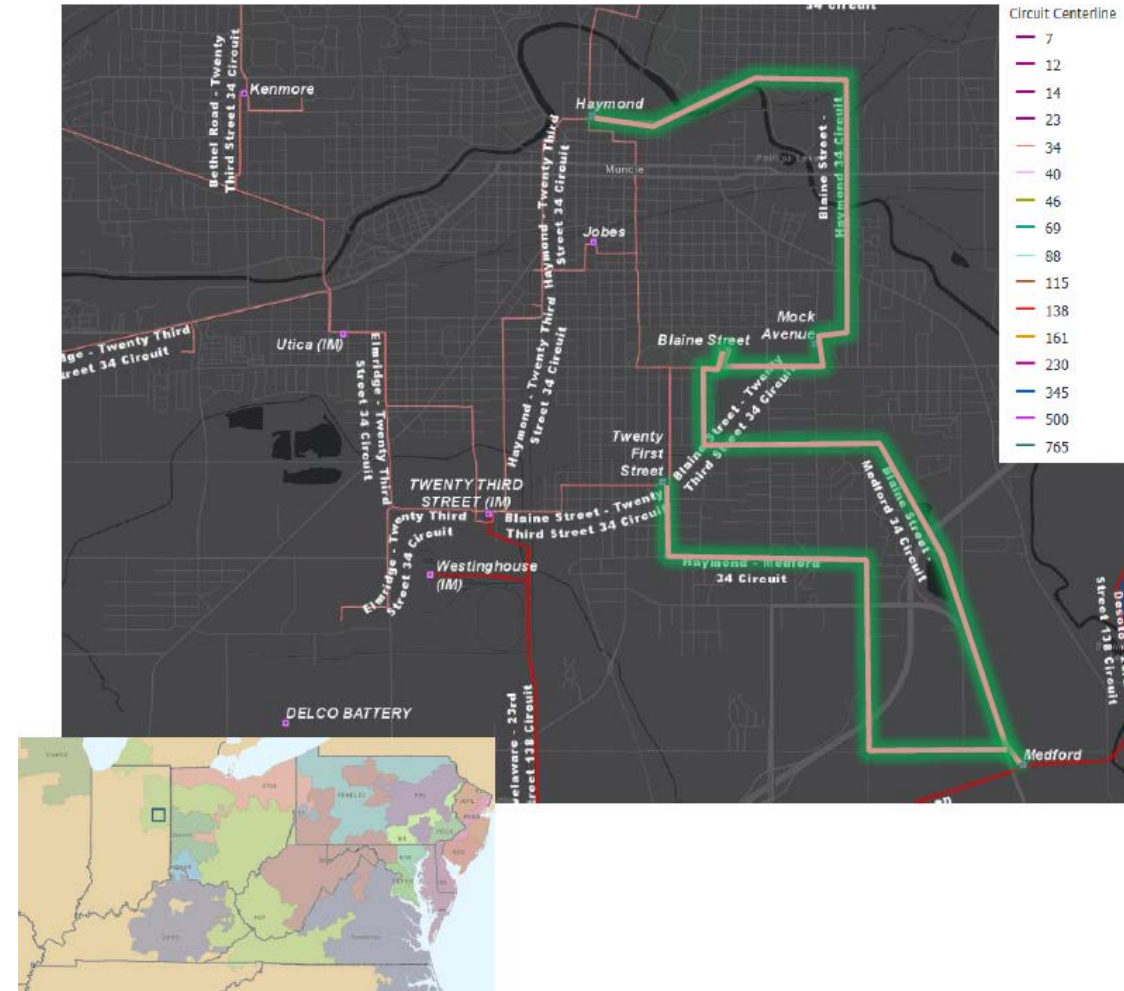 34 Circuit
Circuit Centerline
7
12
14
23
34
40
46
69
88
115
138
161
230
345
500
765
Kenmore
Bethel Road - Twenty
Third Street 34 Circuit
Haymond
Muncie
Blaine Street -
Haymond 34 Circuit
Haymond - Twenty Third
Street 34 Circuit
Jobes
Mock
Avenue
Blaine Street
Utica (IM)
Third
Street 34 Circuit
Elmridge - Twenty Third
Street 34 Circuit
Haymond - Twenty Third
Street 34 Circuit
Blaine Street - Twenty
Third Street 34 Circuit
Twenty
First
Street
TWENTY THIRD
STREET (IM)
Blaine Street - Twenty
Third Street 34 Circuit
Elmridge - Twenty Third
Street 34 Circuit
Westinghouse
(IM)
Haymond - Medford
34 Circuit
Blaine Street -
Medford 34 Circuit
Street 138 Circuit
DELCO BATTERY
Delaware - 23rd
Street 138 Circuit
Medford